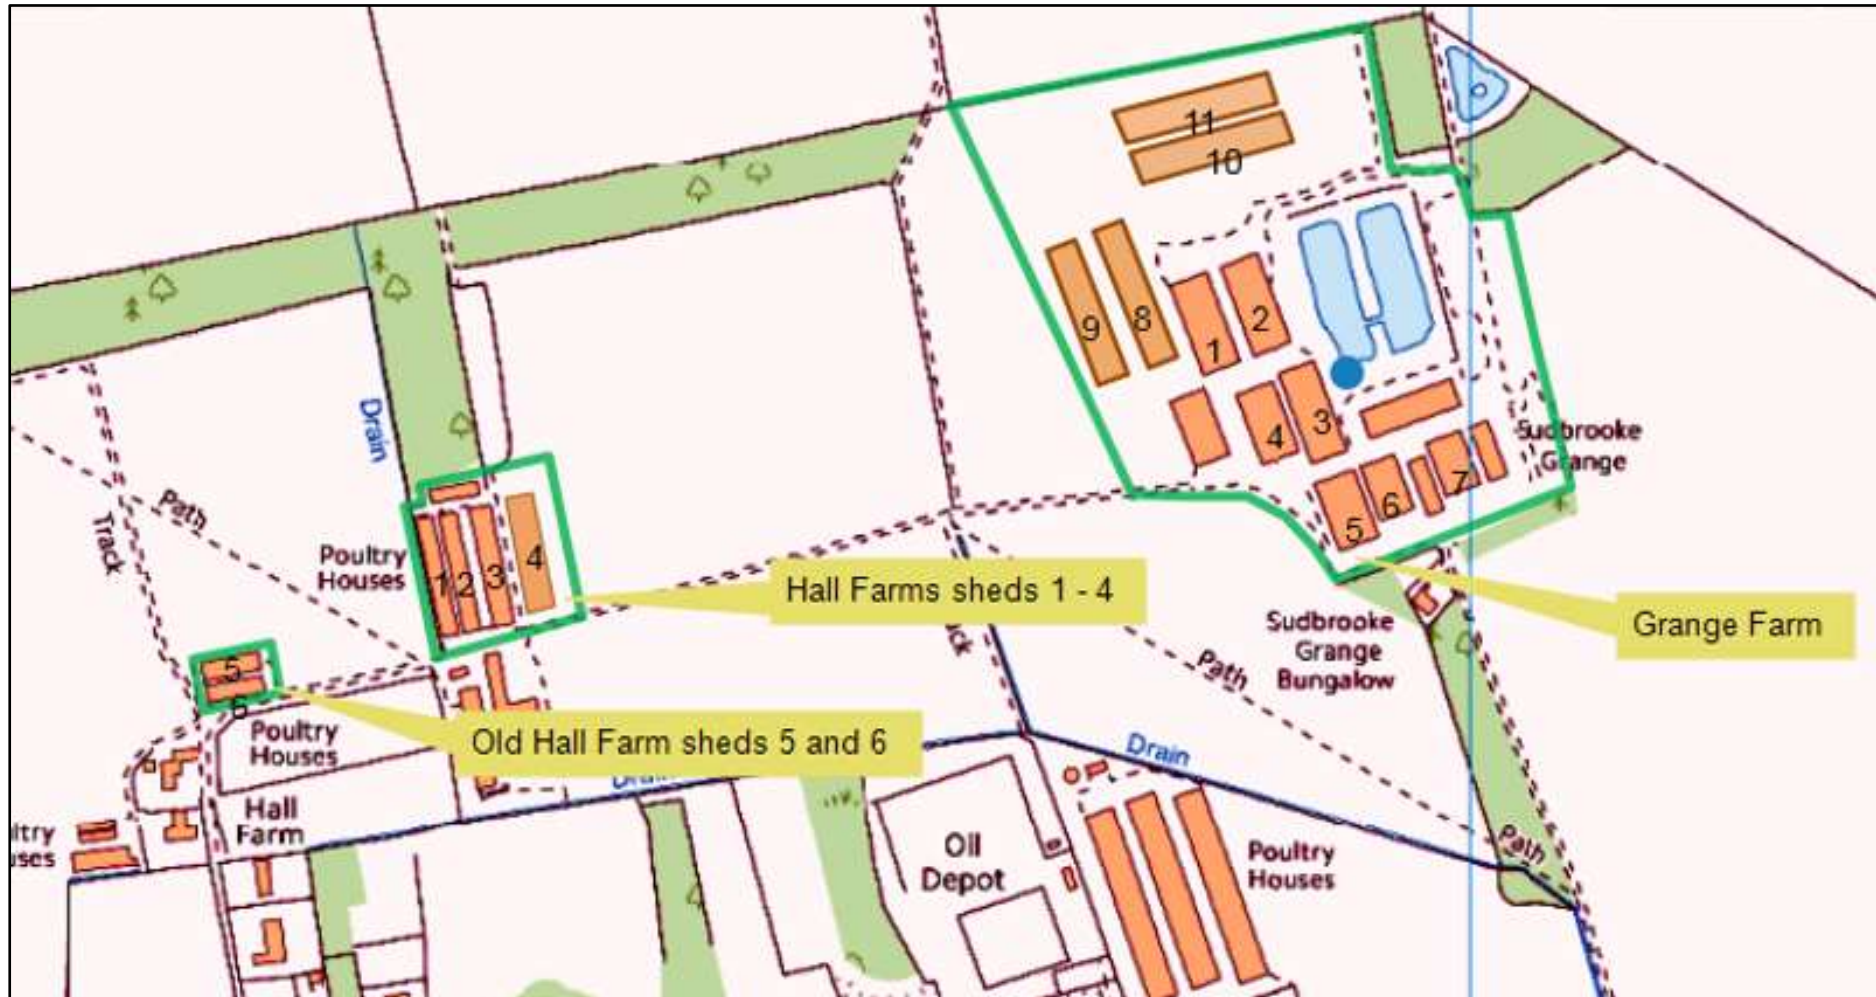 11
10
9
8
1
2
4
3
5
6
7
Sudbrooke
Grange
Drain
Path
Track
Poultry
Houses
1
2
3
4
Hall Farms sheds 1 - 4
Grange Farm
Sudbrooke
Grange
Bungalow
Path
5
6
Old Hall Farm sheds 5 and 6
Poultry
Houses
Drain
Drain
Hall
Farm
Oil
Depot
Poultry
Houses
Path